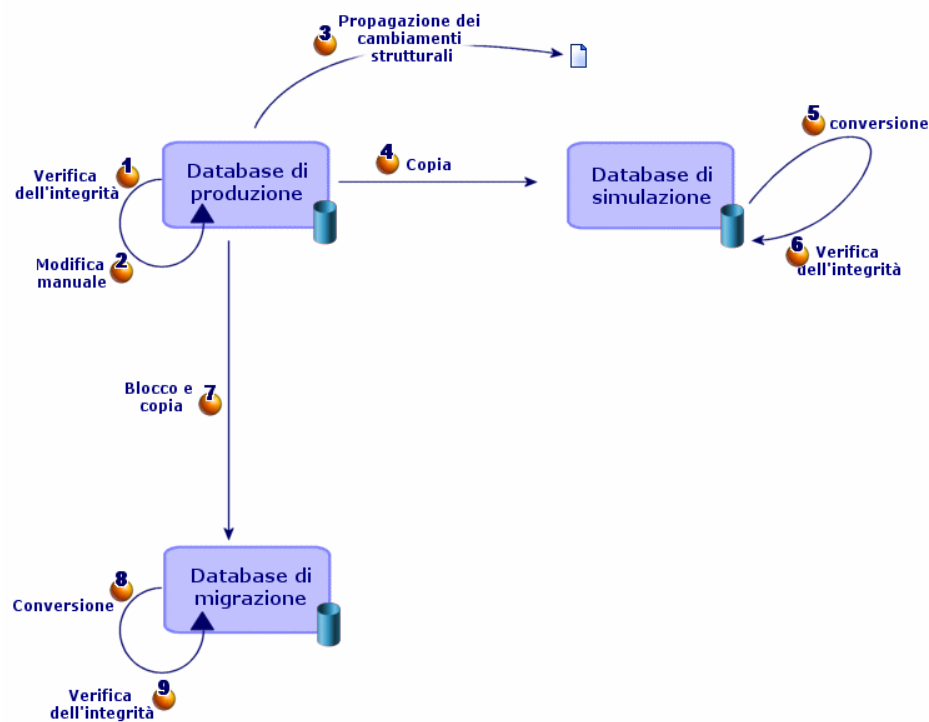 3 Propagazione dei
cambiamenti
strutturali
1 Verifica
dell'integrità
2 Modifica
manuale
Database di
produzione
4 Copia
Database di
simulazione
5 conversione
6 Verifica
dell'integrità
7 Blocco e
copia
Database di
migrazione
8
Conversione
9 Verifica
dell'integrità